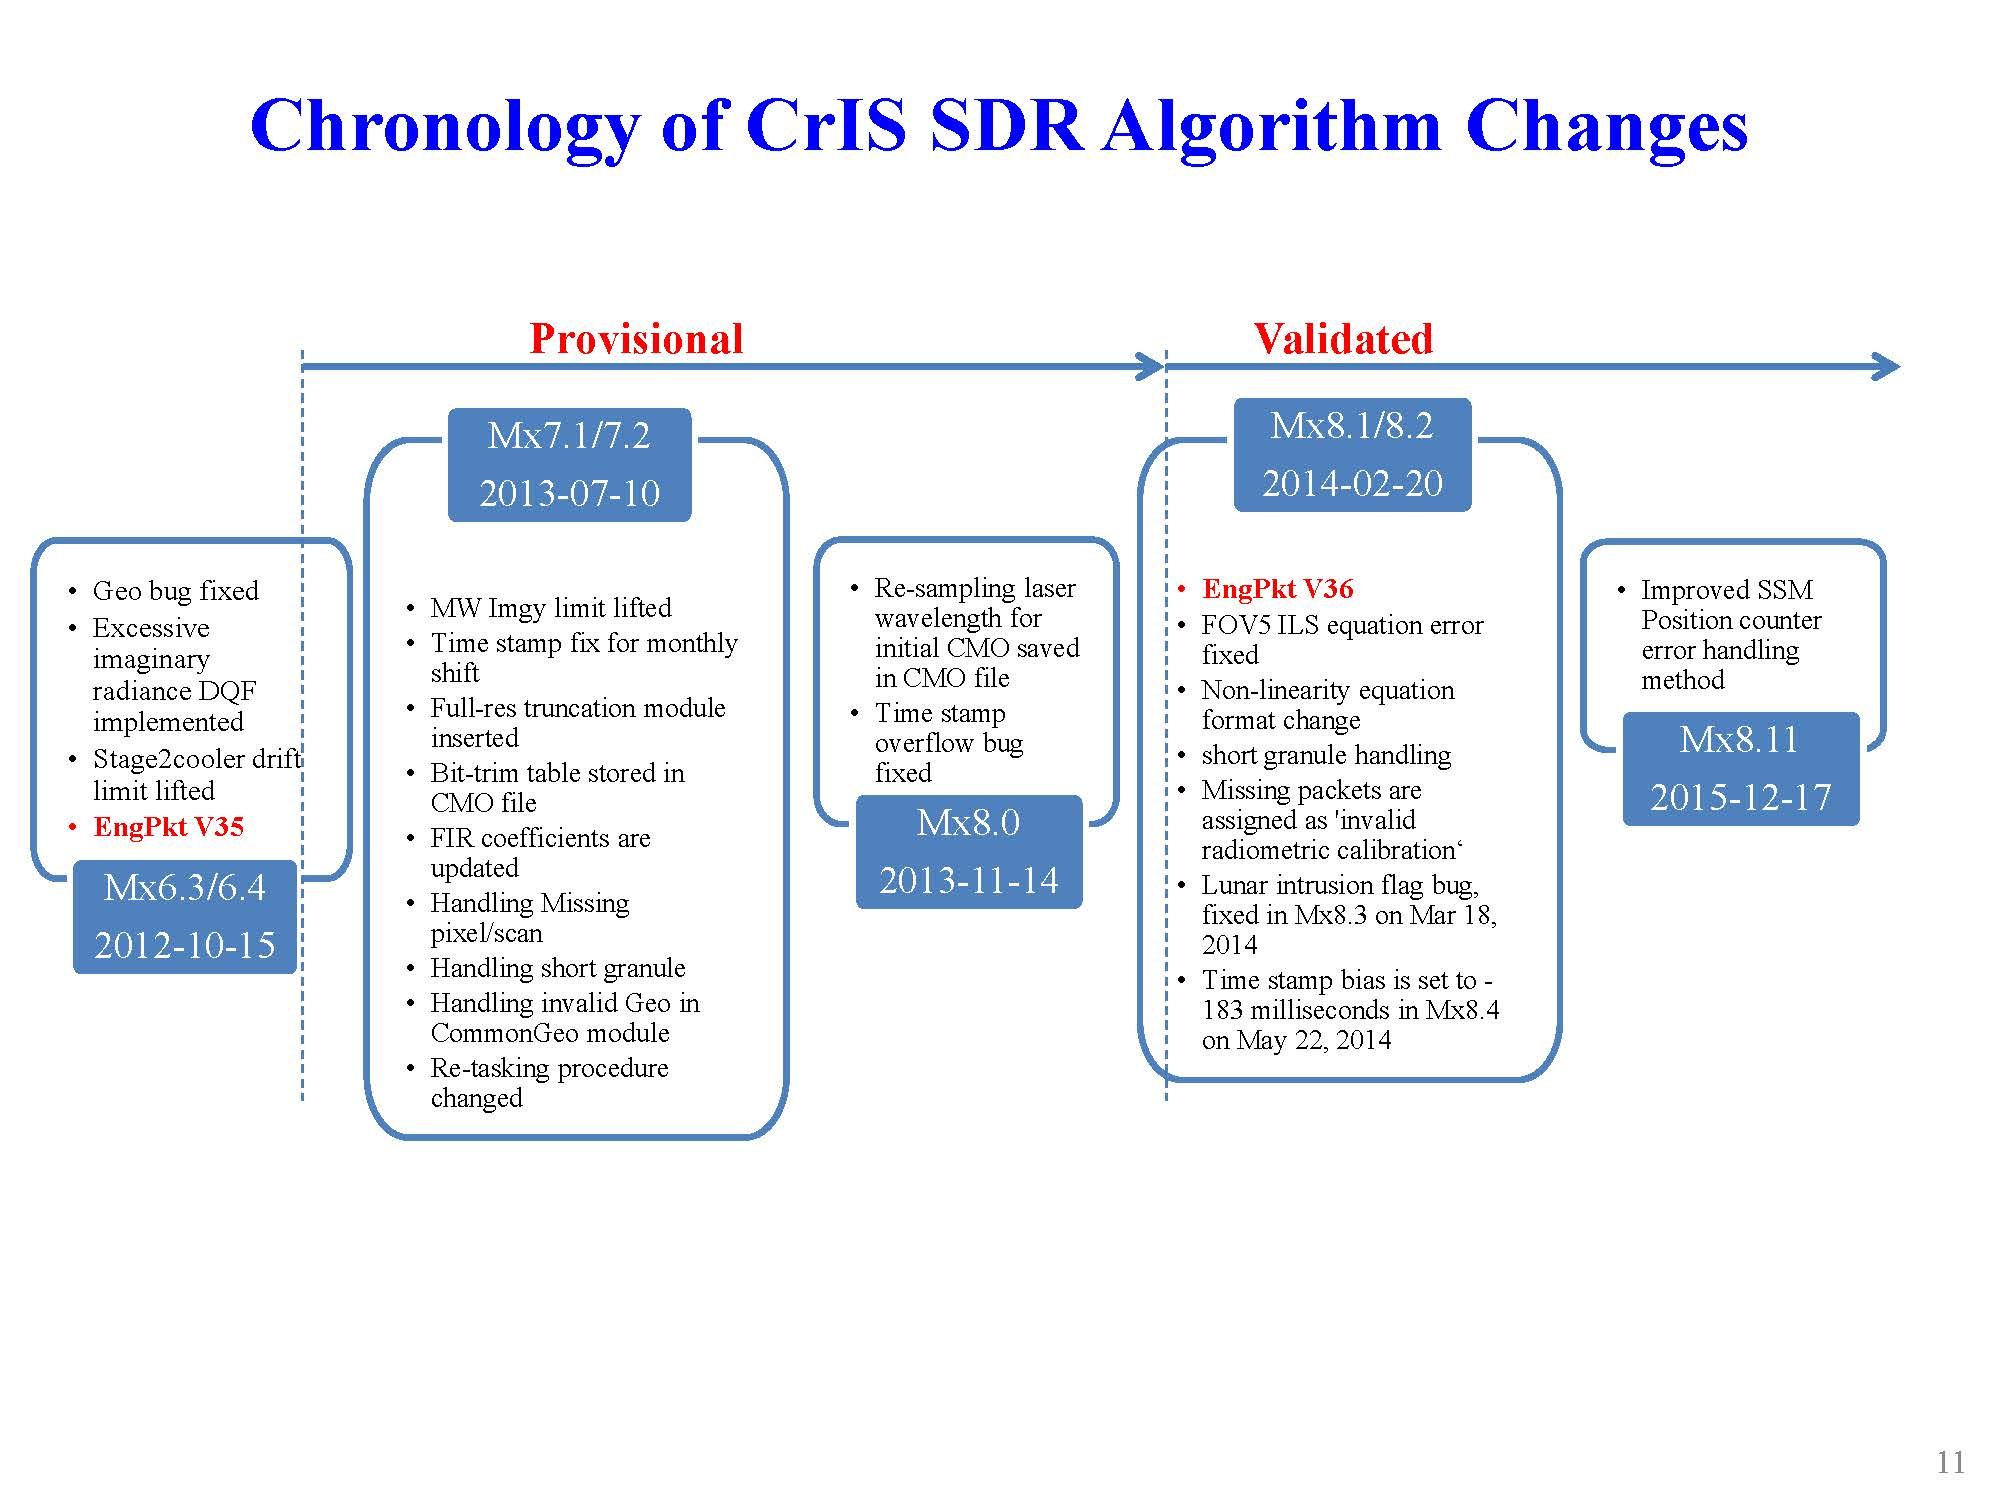 Chronology of CrIS SDR Algorithm Changes
Provisional
Validated
• Geo bug fixed
• Excessive
imaginary
radiance DQF
implemented
• Stage2cooler drift
limit lifted
• EngPkt V35
Mx6.3/6.4
2012-10-15
Mx7.1/7.2
2013-07-10
• MW Imgy limit lifted
• Time stamp fix for monthly
shift
• Full-res truncation module
inserted
• Bit-trim table stored in
CMO file
• FIR coefficients are
updated
• Handling Missing
pixel/scan
• Handling short granule
• Handling invalid Geo in
CommonGeo module
• Re-tasking procedure
changed
• Re-sampling laser
wavelength for
initial CMO saved
in CMO file
• Time stamp
overflow bug
fixed
Mx8.0
2013-11-14
Mx8.1/8.2
2014-02-20
• EngPkt V36
• FOV5 ILS equation error
fixed
• Non-linearity equation
format change
• short granule handling
• Missing packets are
assigned as 'invalid
radiometric calibration‘
• Lunar intrusion flag bug,
fixed in Mx8.3 on Mar 18,
2014
• Time stamp bias is set to -
183 milliseconds in Mx8.4
on May 22, 2014
• Improved SSM
Position counter
error handling
method
Mx8.11
2015-12-17
11